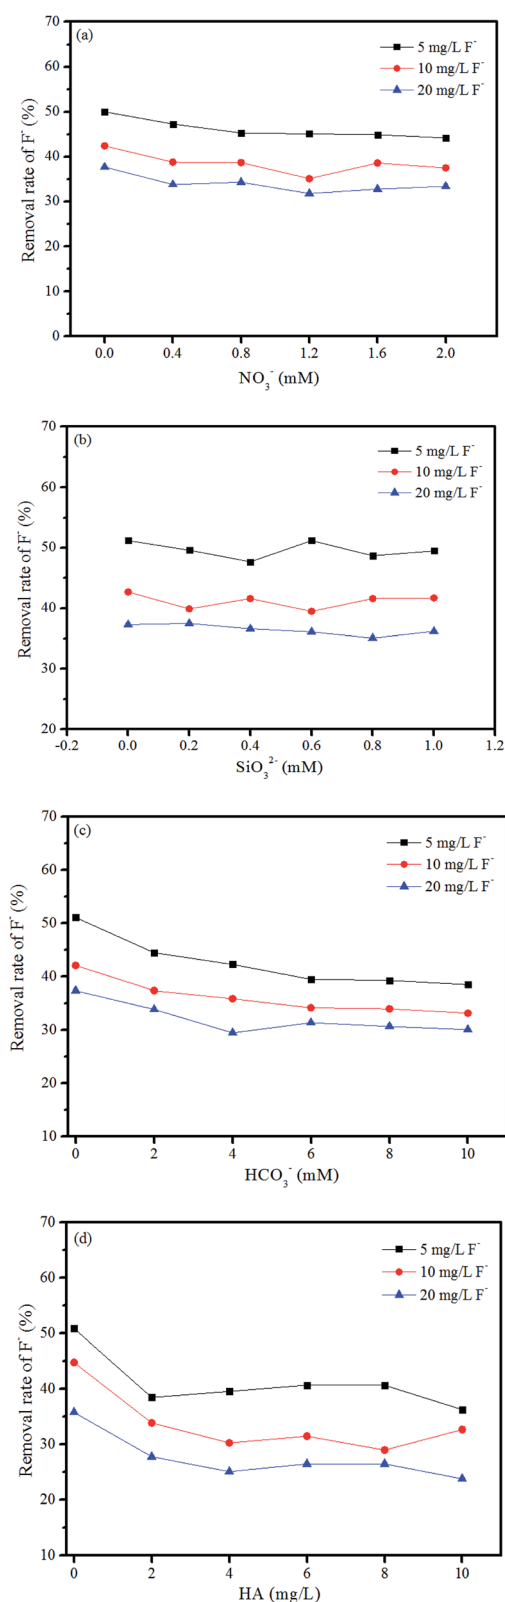 (a)
5 mg/L F⁻
10 mg/L F⁻
20 mg/L F⁻
Removal rate of F⁻ (%)
70
60
50
40
30
20
10
0
0.0 0.4 0.8 1.2 1.6 2.0
NO₃⁻ (mM)
(b)
5 mg/L F⁻
10 mg/L F⁻
20 mg/L F⁻
Removal rate of F⁻ (%)
70
60
50
40
30
20
-0.2 0.0 0.2 0.4 0.6 0.8 1.0 1.2
SiO₃²⁻ (mM)
(c)
5 mg/L F⁻
10 mg/L F⁻
20 mg/L F⁻
Removal rate of F⁻ (%)
70
60
50
40
30
20
10
0 2 4 6 8 10
HCO₃⁻ (mM)
(d)
5 mg/L F⁻
10 mg/L F⁻
20 mg/L F⁻
Removal rate of F⁻ (%)
70
60
50
40
30
20
10
0 2 4 6 8 10
HA (mg/L)